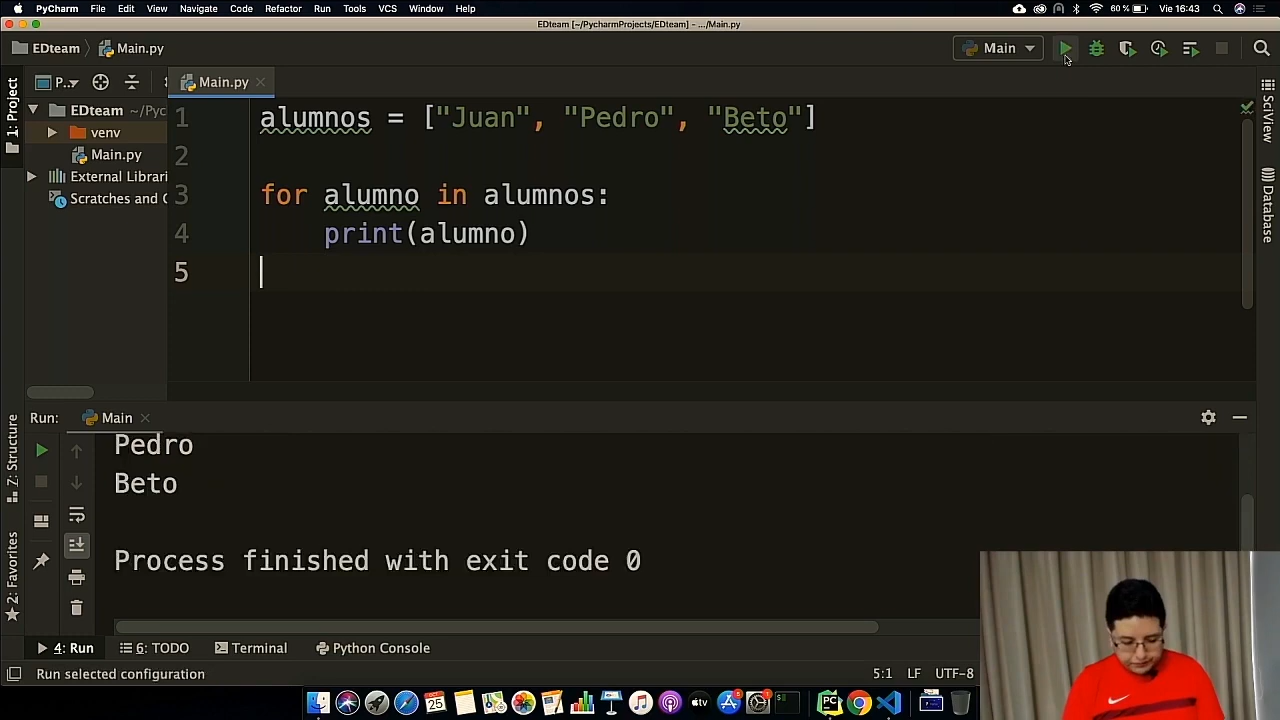 PyCharm File Edit View Navigate Code Refactor Run Tools VCS Window Help 60 % Vie 16:43
EDteam [~/PycharmProjects/EDteam] - .../Main.py
EDteam Main.py Main
1: Project P.. Main.py
EDteam ~/Pyc
venv
Main.py
External Librari
Scratches and C
1 alumnos = ["Juan", "Pedro", "Beto"]
2
3 for alumno in alumnos:
4 print(alumno)
5
SciView
Database
Run: Main
Pedro
Beto
Process finished with exit code 0
Z: Structure
2: Favorites
4: Run 6: TODO Terminal Python Console
Run selected configuration 5:1 LF UTF-8
25 tv PC